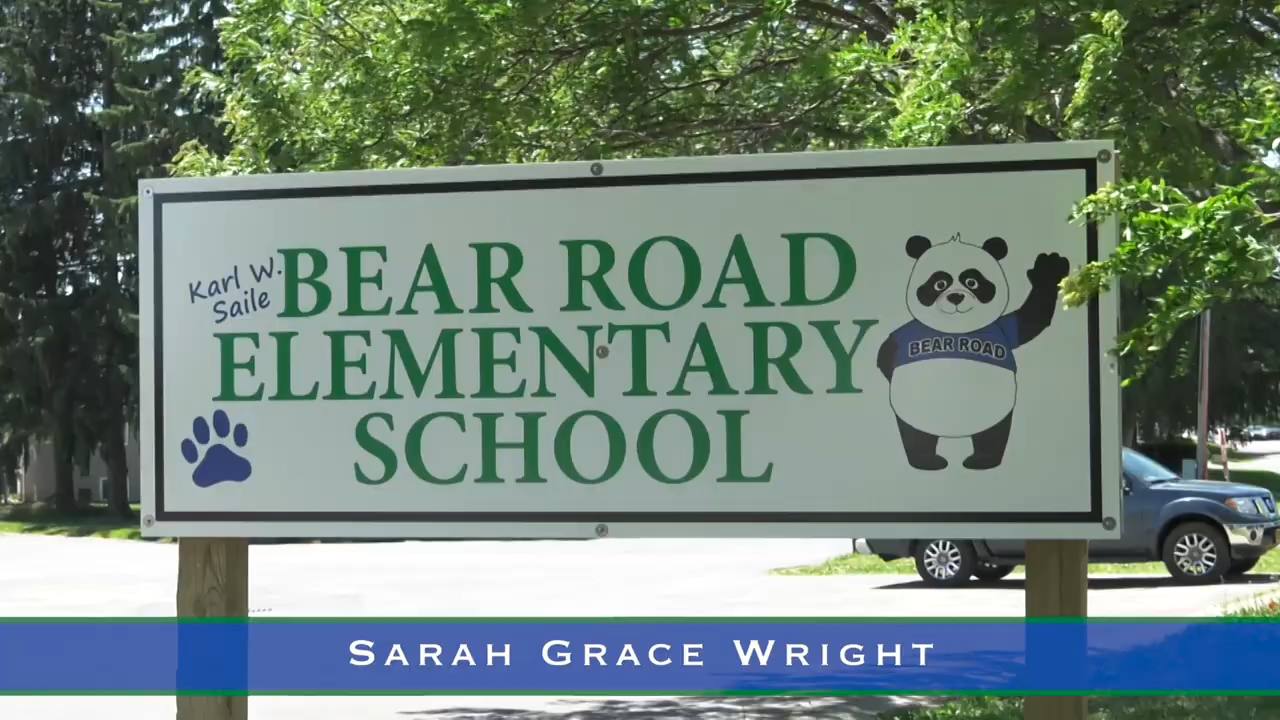 Karl W.
Saile
BEAR ROAD
ELEMENTARY
SCHOOL
BEAR ROAD
SARAH GRACE WRIGHT